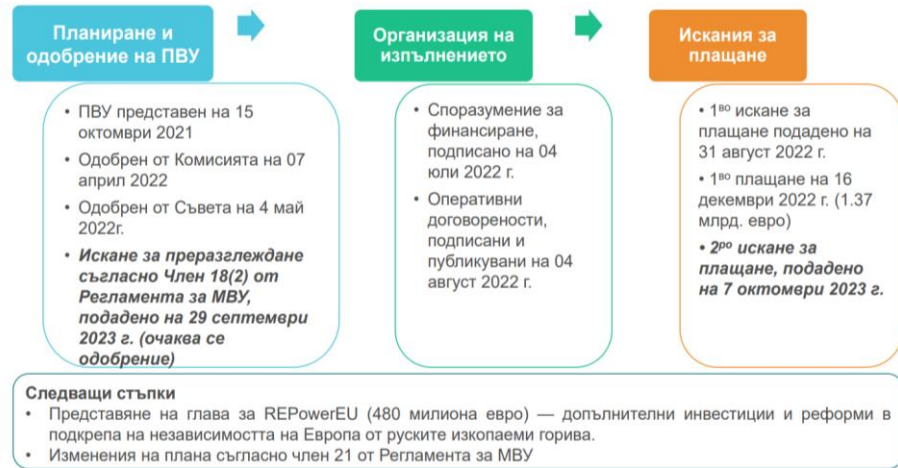 Планиране и
одобрение на ПВУ
Организация на
изпълнението
Искания за
плащане
• ПВУ представен на 15
октомври 2021
• Одобрен от Комисията на 07
април 2022
• Одобрен от Съвета на 4 май
2022г.
• Искане за преразглеждане
съгласно Член 18(2) от
Регламента за МВУ,
подадено на 29 септември
2023 г. (очаква се
одобрение)
• Споразумение за
финансиране,
подписано на 04
юли 2022 г.
• Оперативни
договорености,
подписани и
публикувани на 04
август 2022 г.
• 1во искане за
плащане подадено на
31 август 2022 г.
• 1во плащане на 16
декември 2022 г. (1.37
млрд. евро)
• 2ро искане за
плащане, подадено
на 7 октомври 2023 г.
Следващи стъпки
• Представяне на глава за REPowerEU (480 милиона евро) — допълнителни инвестиции и реформи в
подкрепа на независимостта на Европа от руските изкопаеми горива.
• Изменения на плана съгласно член 21 от Регламента за МВУ